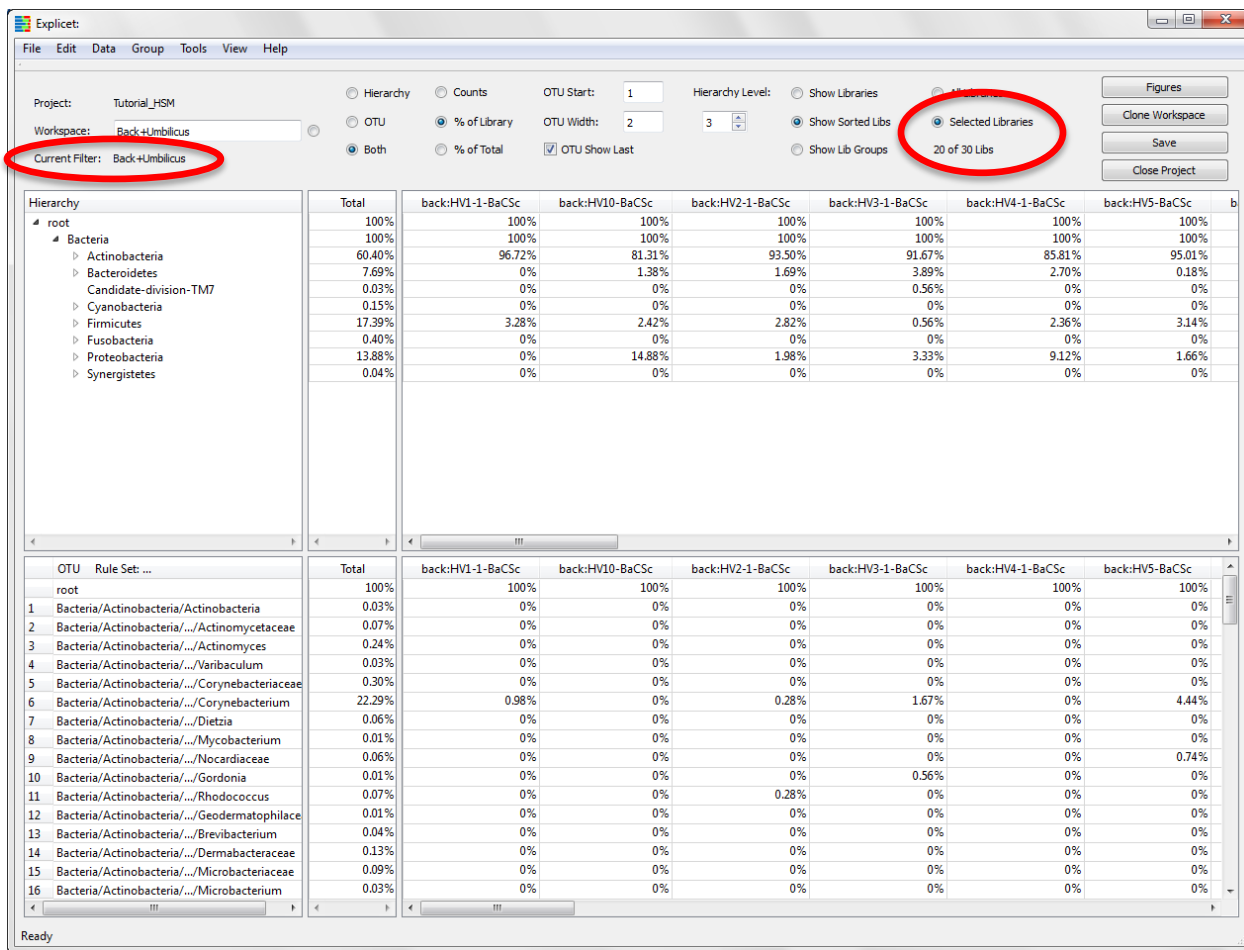 Explicet:
File Edit Data Group Tools View Help
Project: Tutorial_HSM
Workspace: Back+Umbilicus
Current Filter: Back+Umbilicus
Hierarchy Counts OTU Start: 1 Hierarchy Level: Show Libraries
OTU % of Library OTU Width: 2 3 Show Sorted Libs Selected Libraries
Both % of Total OTU Show Last Show Lib Groups 20 of 30 Libs
Figures
Clone Workspace
Save
Close Project
Hierarchy Total back:HV1-1-BaCSc back:HV10-BaCSc back:HV2-1-BaCSc back:HV3-1-BaCSc back:HV4-1-BaCSc back:HV5-BaCSc b
root 100% 100% 100% 100% 100% 100% 100%
Bacteria 100% 100% 100% 100% 100% 100% 100%
Actinobacteria 60.40% 96.72% 81.31% 93.50% 91.67% 85.81% 95.01%
Bacteroidetes 7.69% 0% 1.38% 1.69% 3.89% 2.70% 0.18%
Candidate-division-TM7 0.03% 0% 0% 0% 0.56% 0% 0%
Cyanobacteria 0.15% 0% 0% 0% 0% 0% 0%
Firmicutes 17.39% 3.28% 2.42% 2.82% 0.56% 2.36% 3.14%
Fusobacteria 0.40% 0% 0% 0% 0% 0% 0%
Proteobacteria 13.88% 0% 14.88% 1.98% 3.33% 9.12% 1.66%
Synergistetes 0.04% 0% 0% 0% 0% 0% 0%
OTU Rule Set: ... Total back:HV1-1-BaCSc back:HV10-BaCSc back:HV2-1-BaCSc back:HV3-1-BaCSc back:HV4-1-BaCSc back:HV5-BaCSc
root 100% 100% 100% 100% 100% 100% 100%
1 Bacteria/Actinobacteria/Actinobacteria 0.03% 0% 0% 0% 0% 0% 0%
2 Bacteria/Actinobacteria/.../Actinomycetaceae 0.07% 0% 0% 0% 0% 0% 0%
3 Bacteria/Actinobacteria/.../Actinomyces 0.24% 0% 0% 0% 0% 0% 0%
4 Bacteria/Actinobacteria/.../Varibaculum 0.03% 0% 0% 0% 0% 0% 0%
5 Bacteria/Actinobacteria/.../Corynebacteriaceae 0.30% 0% 0% 0% 0% 0% 0%
6 Bacteria/Actinobacteria/.../Corynebacterium 22.29% 0.98% 0% 0.28% 1.67% 0% 4.44%
7 Bacteria/Actinobacteria/.../Dietzia 0.06% 0% 0% 0% 0% 0% 0%
8 Bacteria/Actinobacteria/.../Mycobacterium 0.01% 0% 0% 0% 0% 0% 0%
9 Bacteria/Actinobacteria/.../Nocardiaceae 0.06% 0% 0% 0% 0% 0% 0.74%
10 Bacteria/Actinobacteria/.../Gordonia 0.01% 0% 0% 0% 0.56% 0% 0%
11 Bacteria/Actinobacteria/.../Rhodococcus 0.07% 0% 0% 0.28% 0% 0% 0%
12 Bacteria/Actinobacteria/.../Geodermatophilace 0.01% 0% 0% 0% 0% 0% 0%
13 Bacteria/Actinobacteria/.../Brevibacterium 0.04% 0% 0% 0% 0% 0% 0%
14 Bacteria/Actinobacteria/.../Dermabacteraceae 0.13% 0% 0% 0% 0% 0% 0%
15 Bacteria/Actinobacteria/.../Microbacteriaceae 0.09% 0% 0% 0% 0% 0% 0%
16 Bacteria/Actinobacteria/.../Microbacterium 0.03% 0% 0% 0% 0% 0% 0%
Ready